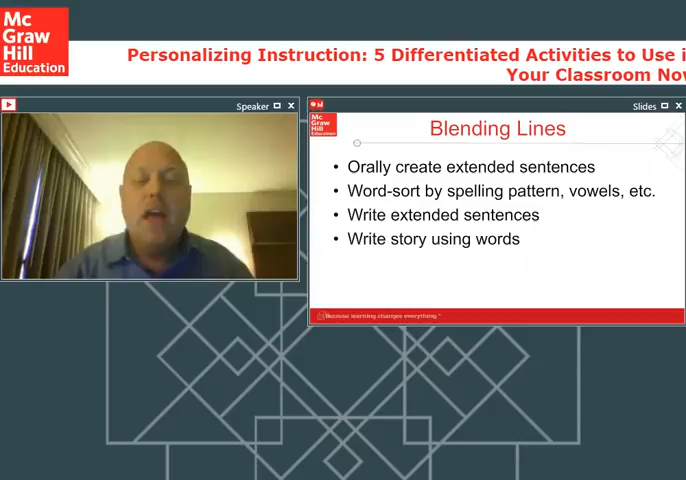 Mc
Graw
Hill
Education
Personalizing Instruction: 5 Differentiated Activities to Use i
Your Classroom Now
Speaker
Slides
Mc
Graw
Hill
Education
Blending Lines
• Orally create extended sentences
• Word-sort by spelling pattern, vowels, etc.
• Write extended sentences
• Write story using words
Because learning changes everything.™